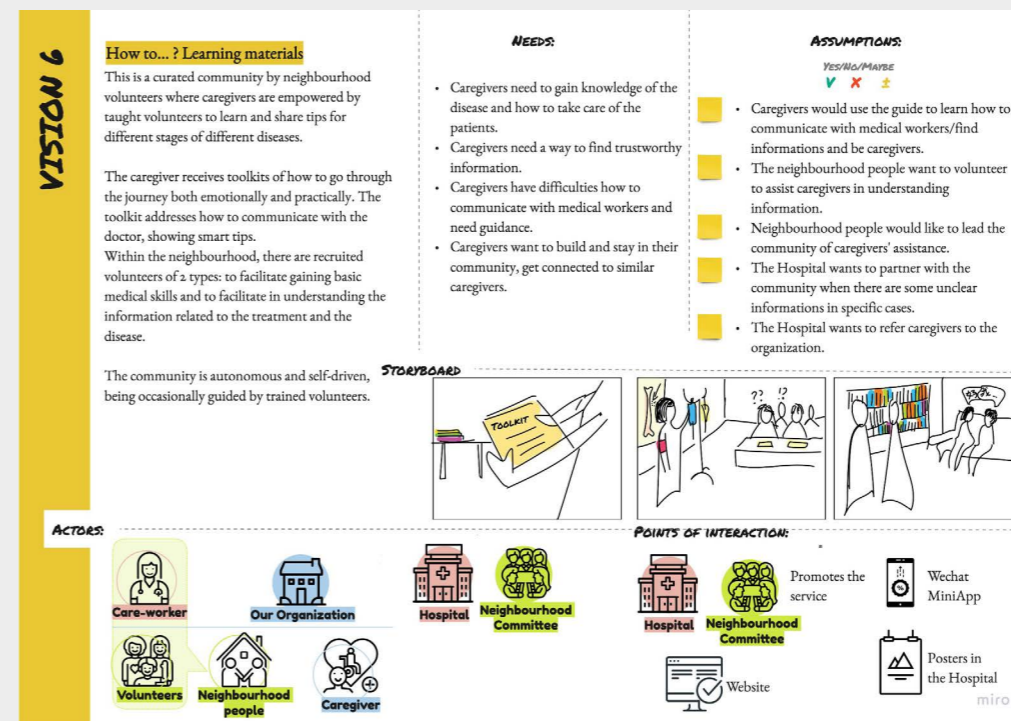 VISION 6
How to... ? Learning materials
This is a curated community by neighbourhood
volunteers where caregivers are empowered by
taught volunteers to learn and share tips for
different stages of different diseases.
The caregiver receives toolkits of how to go through
the journey both emotionally and practically. The
toolkit addresses how to communicate with the
doctor, showing smart tips.
Within the neighbourhood, there are recruited
volunteers of 2 types: to facilitate gaining basic
medical skills and to facilitate in understanding the
information related to the treatment and the
disease.
The community is autonomous and self-driven,
being occasionally guided by trained volunteers.
NEEDS:
• Caregivers need to gain knowledge of the
disease and how to take care of the
patients.
• Caregivers need a way to find trustworthy
information.
• Caregivers have difficulties how to
communicate with medical workers and
need guidance.
• Caregivers want to build and stay in their
community, get connected to similar
caregivers.
ASSUMPTIONS:
YES/NO/MAYBE
V X ±
• Caregivers would use the guide to learn how to
communicate with medical workers/find
informations and be caregivers.
• The neighbourhood people want to volunteer
to assist caregivers in understanding
information.
• Neighbourhood people would like to lead the
community of caregivers' assistance.
• The Hospital wants to partner with the
community when there are some unclear
informations in specific cases.
• The Hospital wants to refer caregivers to the
organization.
STORYBOARD
TOOLKIT
?? !?
ACTORS:
Care-worker
Our Organization
Hospital
Neighbourhood
Committee
Volunteers
Neighbourhood
people
Caregiver
POINTS OF INTERACTION:
Hospital
Neighbourhood
Committee
Promotes the
service
Wechat
MiniApp
Website
Posters in
the Hospital
miro